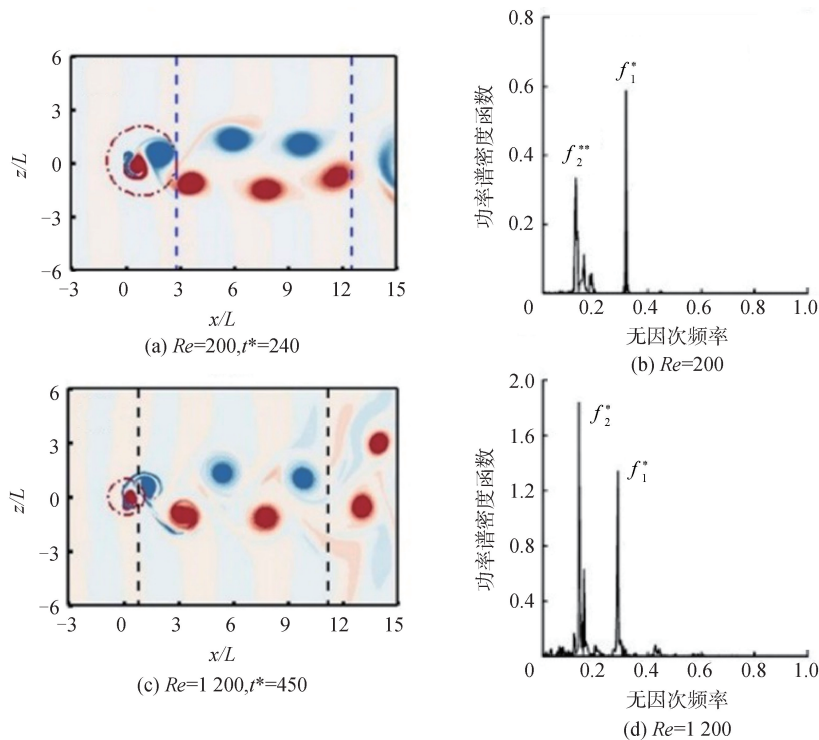 6
3
0
−3
−6
z/L
−3 0 3 6 9 12 15
x/L
(a) Re=200,t*=240
0.8
0.6
0.4
0.2
0 0.2 0.4 0.6 0.8 1.0
功率谱密度函数
f₂**
f₁*
无因次频率
(b) Re=200
6
3
0
−3
−6
z/L
−3 0 3 6 9 12 15
x/L
(c) Re=1 200,t*=450
2.0
1.6
1.2
0.8
0.4
0 0.2 0.4 0.6 0.8 1.0
功率谱密度函数
f₂*
f₁*
无因次频率
(d) Re=1 200